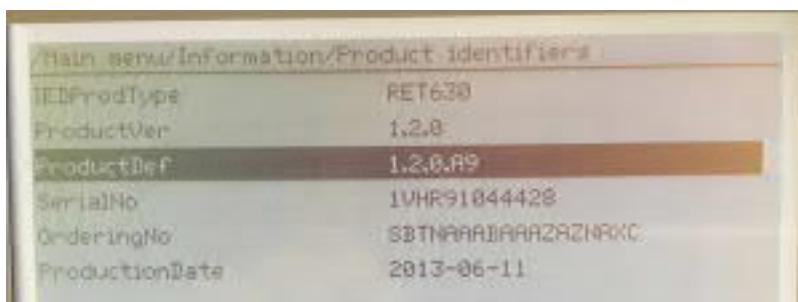 /Main menu/Information/Product identifiers
IEDProdType RET630
ProductVer 1.2.0
ProductDef 1.2.0.A9
SerialNo 1VHR91044428
OrderingNo SBTNAAABAAAZAZNAXC
ProductionDate 2013-06-11